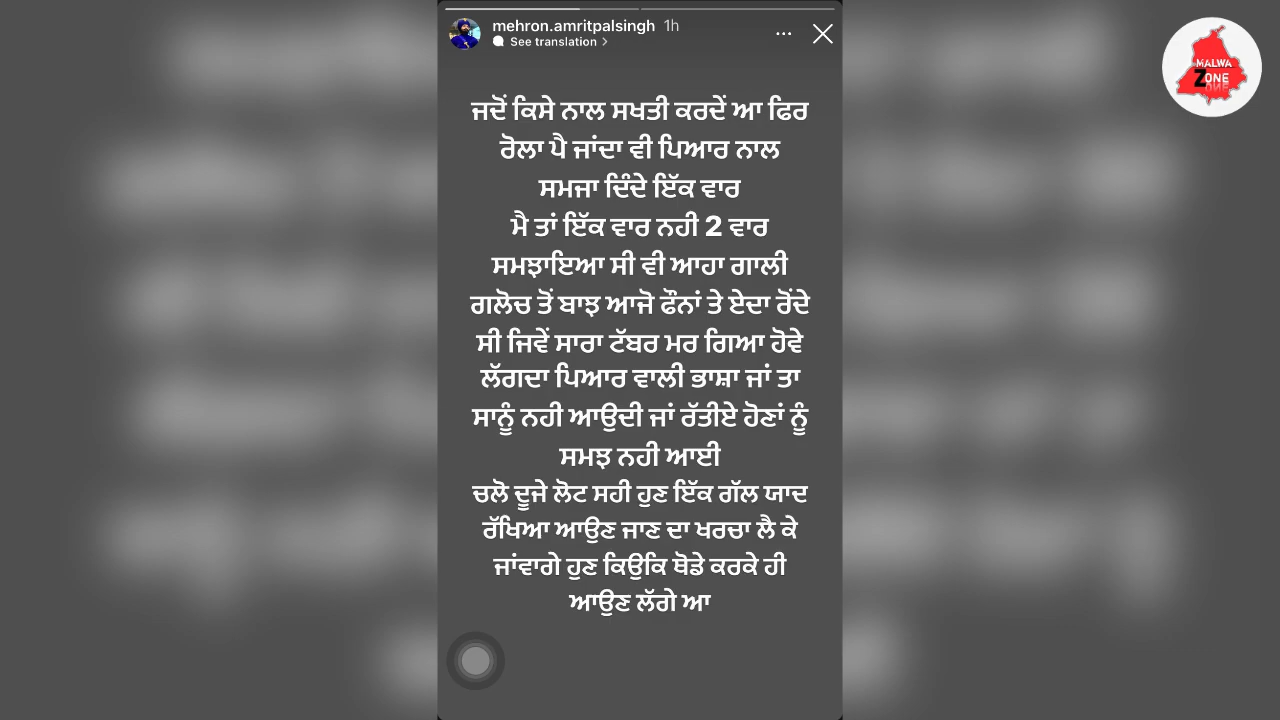 mehron.amritpalsingh 1h
See translation >
MALWA
ZONE
ਜਦੋਂ ਕਿਸੇ ਨਾਲ ਸਖਤੀ ਕਰਦੇਂ ਆ ਫਿਰ
ਰੋਲਾ ਪੈ ਜਾਂਦਾ ਵੀ ਪਿਆਰ ਨਾਲ
ਸਮਜਾ ਦਿੰਦੇ ਇੱਕ ਵਾਰ
ਮੈ ਤਾਂ ਇੱਕ ਵਾਰ ਨਹੀ 2 ਵਾਰ
ਸਮਝਾਇਆ ਸੀ ਵੀ ਆਹਾ ਗਾਲੀ
ਗਲੋਚ ਤੋਂ ਬਾਝ ਆਜੋ ਫੌਨਾਂ ਤੇ ਏਦਾ ਰੋਂਦੇ
ਸੀ ਜਿਵੇਂ ਸਾਰਾ ਟੱਬਰ ਮਰ ਗਿਆ ਹੋਵੇ
ਲੱਗਦਾ ਪਿਆਰ ਵਾਲੀ ਭਾਸ਼ਾ ਜਾਂ ਤਾ
ਸਾਨੂੰ ਨਹੀ ਆਉਦੀ ਜਾਂ ਰੱਤੀਏ ਹੋਣਾਂ ਨੂੰ
ਸਮਝ ਨਹੀ ਆਈ
ਚਲੋ ਦੂਜੇ ਲੋਟ ਸਹੀ ਹੁਣ ਇੱਕ ਗੱਲ ਯਾਦ
ਰੱਖਿਆ ਆਉਣ ਜਾਣ ਦਾ ਖਰਚਾ ਲੈ ਕੇ
ਜਾਂਵਾਗੇ ਹੁਣ ਕਿਉਕਿ ਥੋਡੇ ਕਰਕੇ ਹੀ
ਆਉਣ ਲੱਗੇ ਆ